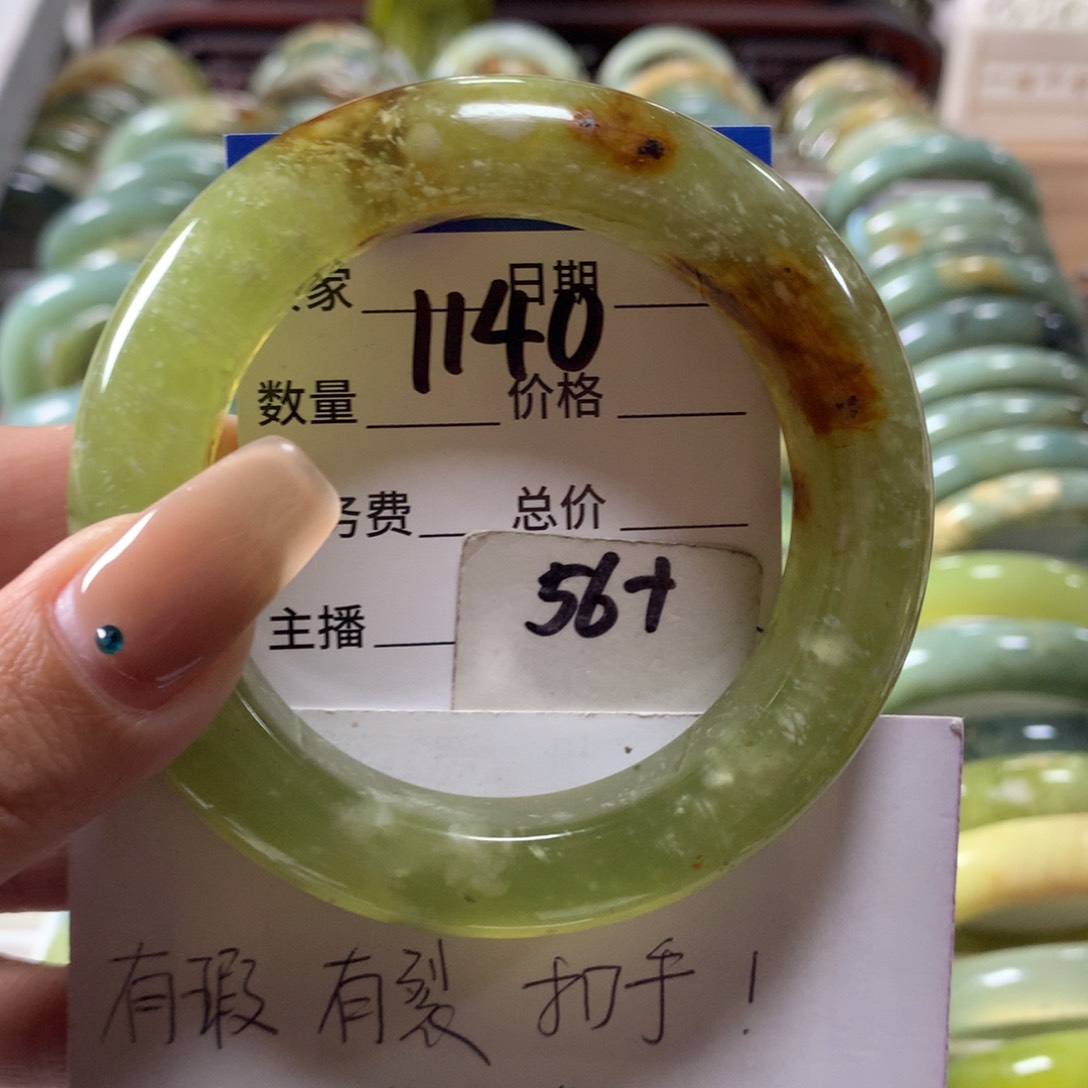 家 日期
1140
数量 价格
费 总价
56+
主播
有瑕 有裂 扣手!